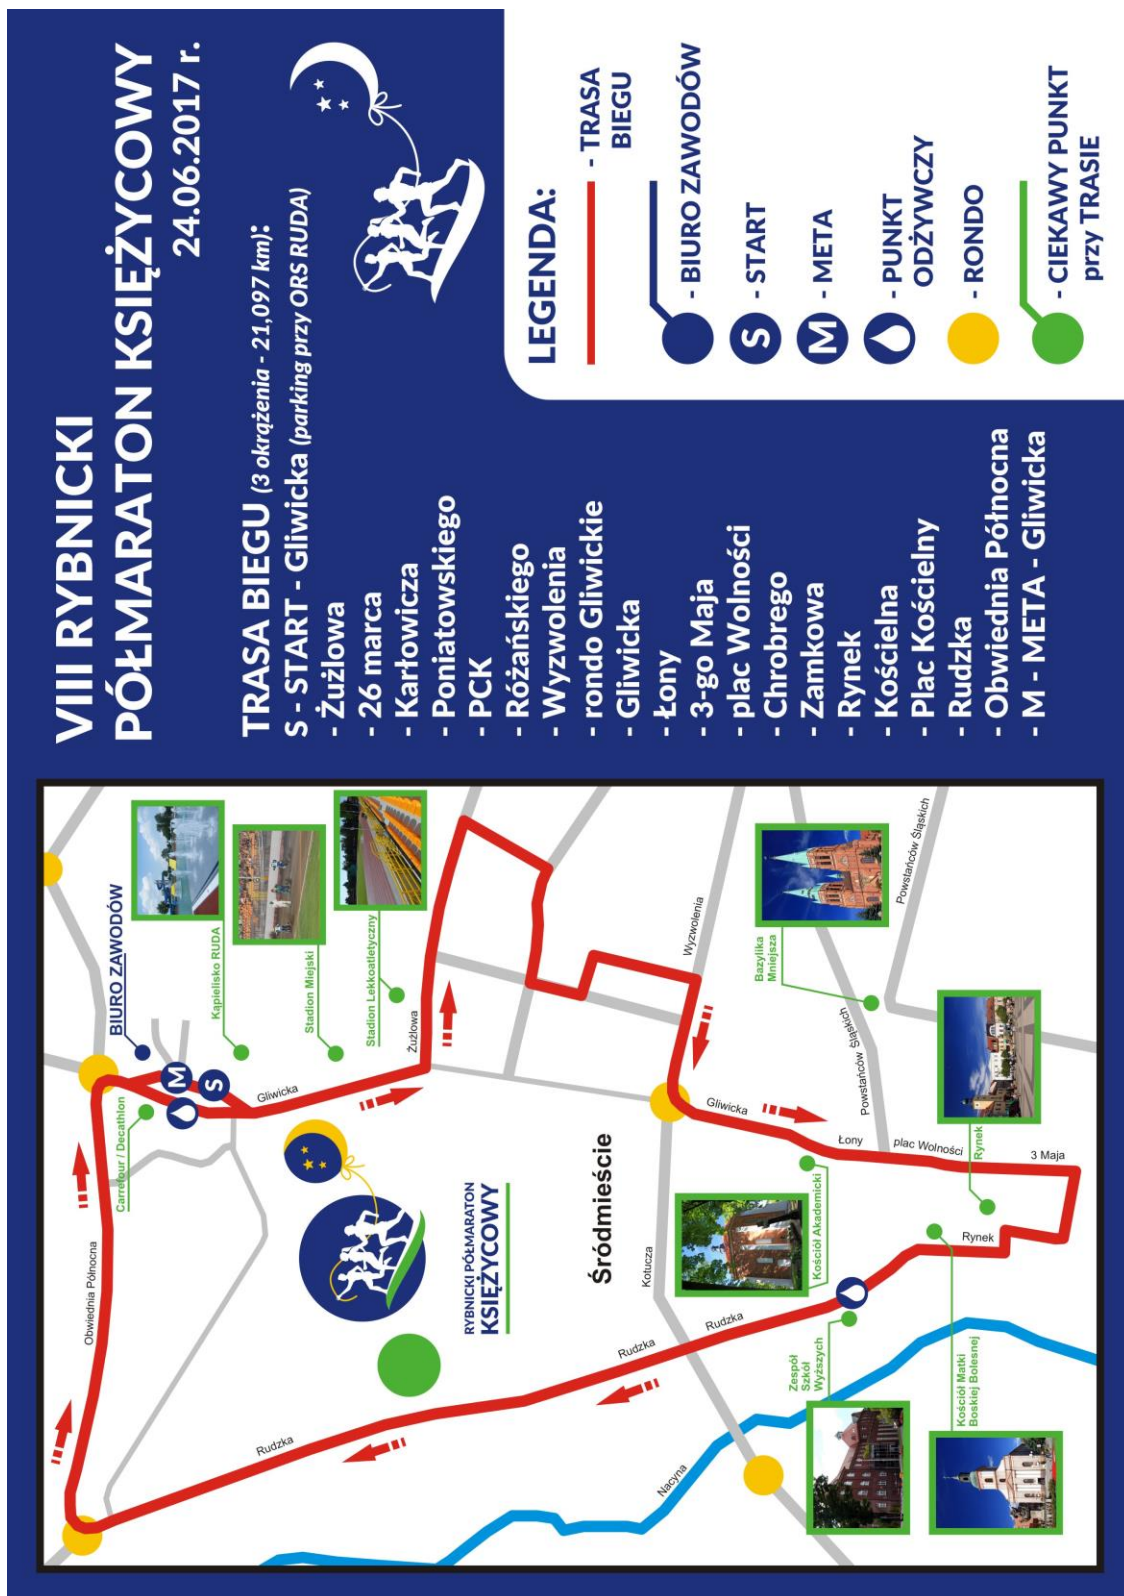 VIII RYBNICKI
PÓŁMARATON KSIĘŻYCOWY
24.06.2017 r.
TRASA BIEGU (3 okrążenia - 21,097 km):
S - START - Gliwicka (parking przy ORS RUDA)
- Żużlowa
- 26 marca
- Karłowicza
- Poniatowskiego
- PCK
- Różańskiego
- Wyzwolenia
- rondo Gliwickie
- Gliwicka
- Łony
- 3-go Maja
- plac Wolności
- Chrobrego
- Zamkowa
- Rynek
- Kościelna
- Plac Kościelny
- Rudzka
- Obwiednia Północna
- M - META - Gliwicka
LEGENDA:
- TRASA
BIEGU
- BIURO ZAWODÓW
S - START
M - META
- PUNKT
ODŻYWCZY
- RONDO
- CIEKAWY PUNKT
przy TRASIE
BIURO ZAWODÓW
Kąpielisko RUDA
Stadion Miejski
Stadion Lekkoatletyczny
Carrefour / Decathlon
M
S
Gliwicka
Żużlowa
Obwiednia Północna
RYBNICKI PÓŁMARATON
KSIĘŻYCOWY
Śródmieście
Wyzwolenia
Gliwicka
Kotucza
Rudzka
Rudzka
Rudzka
Łony
plac Wolności
3 Maja
Rynek
Rynek
Powstańców Śląskich
Powstańców Śląskich
Bazylika
Mniejsza
Kościół Akademicki
Zespół
Szkół
Wyższych
Kościół Matki
Boskiej Bolesnej
Nacyna